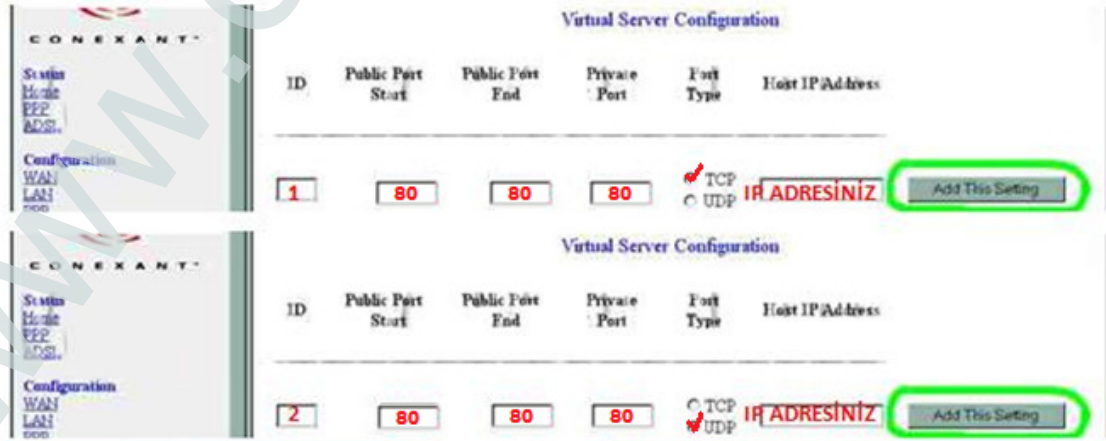 Virtual Server Configuration
CONEXANT
Status
Home
PPP
ADSL
Configuration
WAN
LAN
PPP
ID
Public Port Start
Public Port End
Private Port
Port Type
Host IP Address
1
80
80
80
TCP
UDP
IP ADRESİNİZ
Add This Setting
Virtual Server Configuration
CONEXANT
Status
Home
PPP
ADSL
Configuration
WAN
LAN
PPP
ID
Public Port Start
Public Port End
Private Port
Port Type
Host IP Address
2
80
80
80
TCP
UDP
IP ADRESİNİZ
Add This Setting